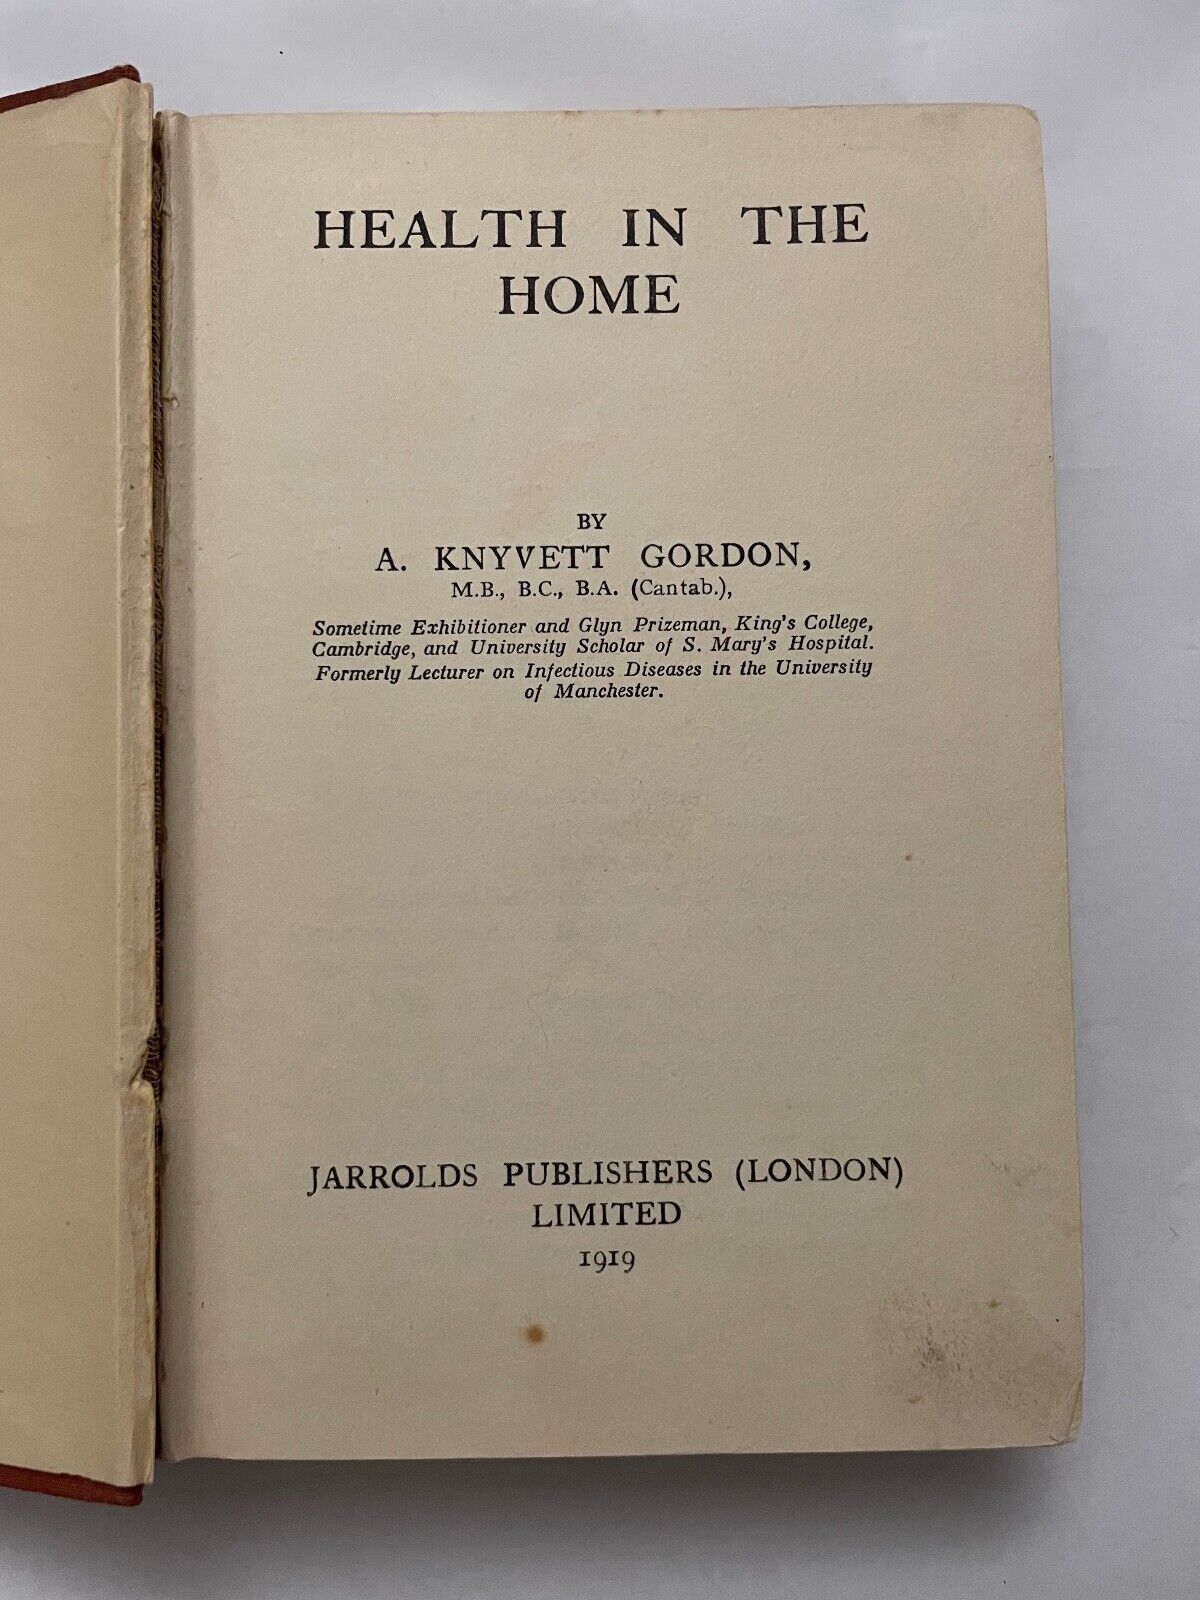 HEALTH IN THE
HOME
BY
A. KNYVETT GORDON,
M.B., B.C., B.A. (Cantab.),
Sometime Exhibitioner and Glyn Prizeman, King's College,
Cambridge, and University Scholar of S. Mary's Hospital.
Formerly Lecturer on Infectious Diseases in the University
of Manchester.
JARROLDS PUBLISHERS (LONDON)
LIMITED
1919